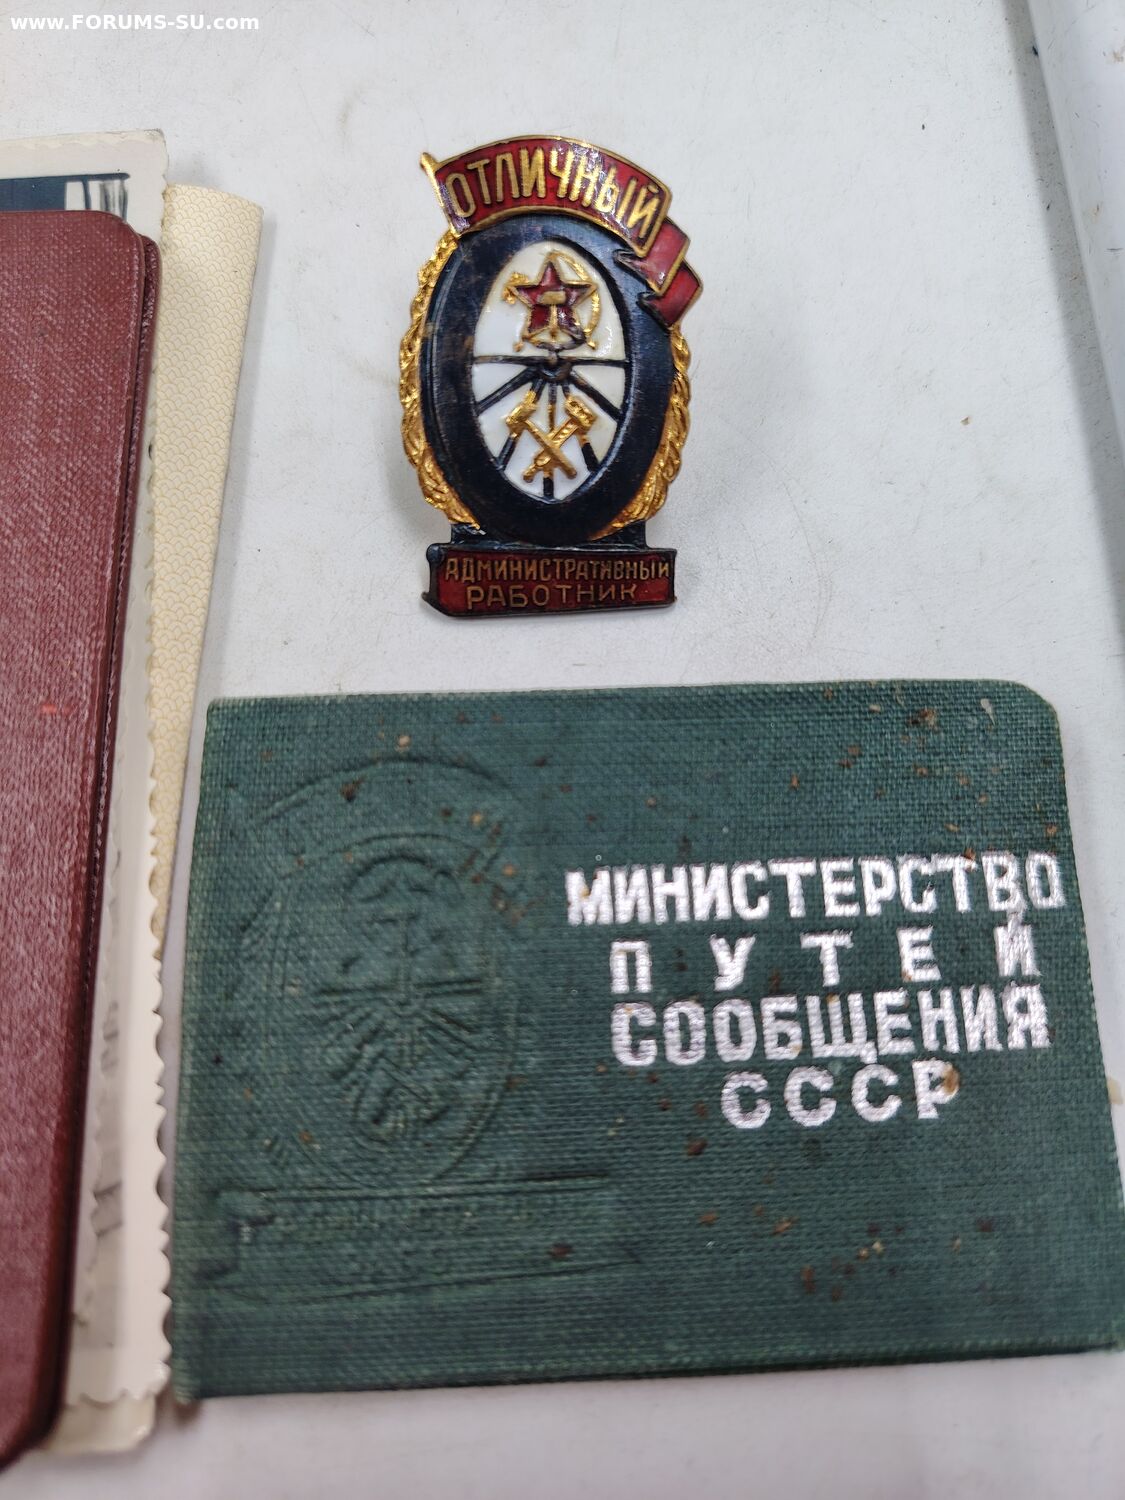 www.FORUMS-SU.com
ОТЛИЧНЫЙ
АДМИНИСТРАТИВНЫЙ
РАБОТНИК
МИНИСТЕРСТВО
ПУТЕЙ
СООБЩЕНИЯ
СССР